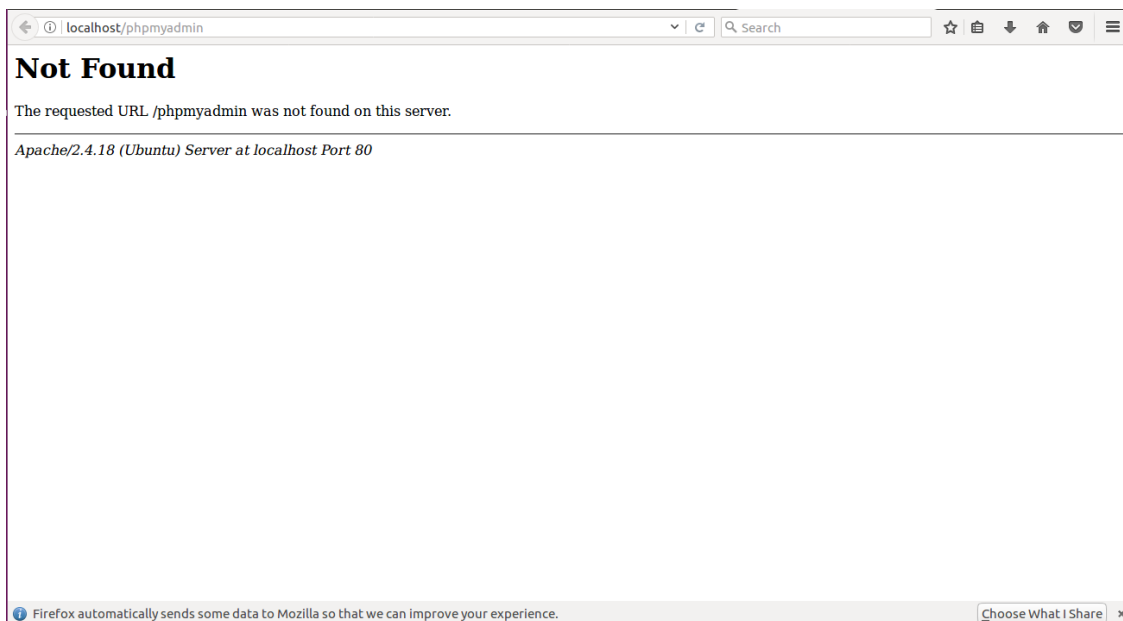 localhost/phpmyadmin
Search
Not Found
The requested URL /phpmyadmin was not found on this server.
Apache/2.4.18 (Ubuntu) Server at localhost Port 80
Firefox automatically sends some data to Mozilla so that we can improve your experience.
Choose What I Share